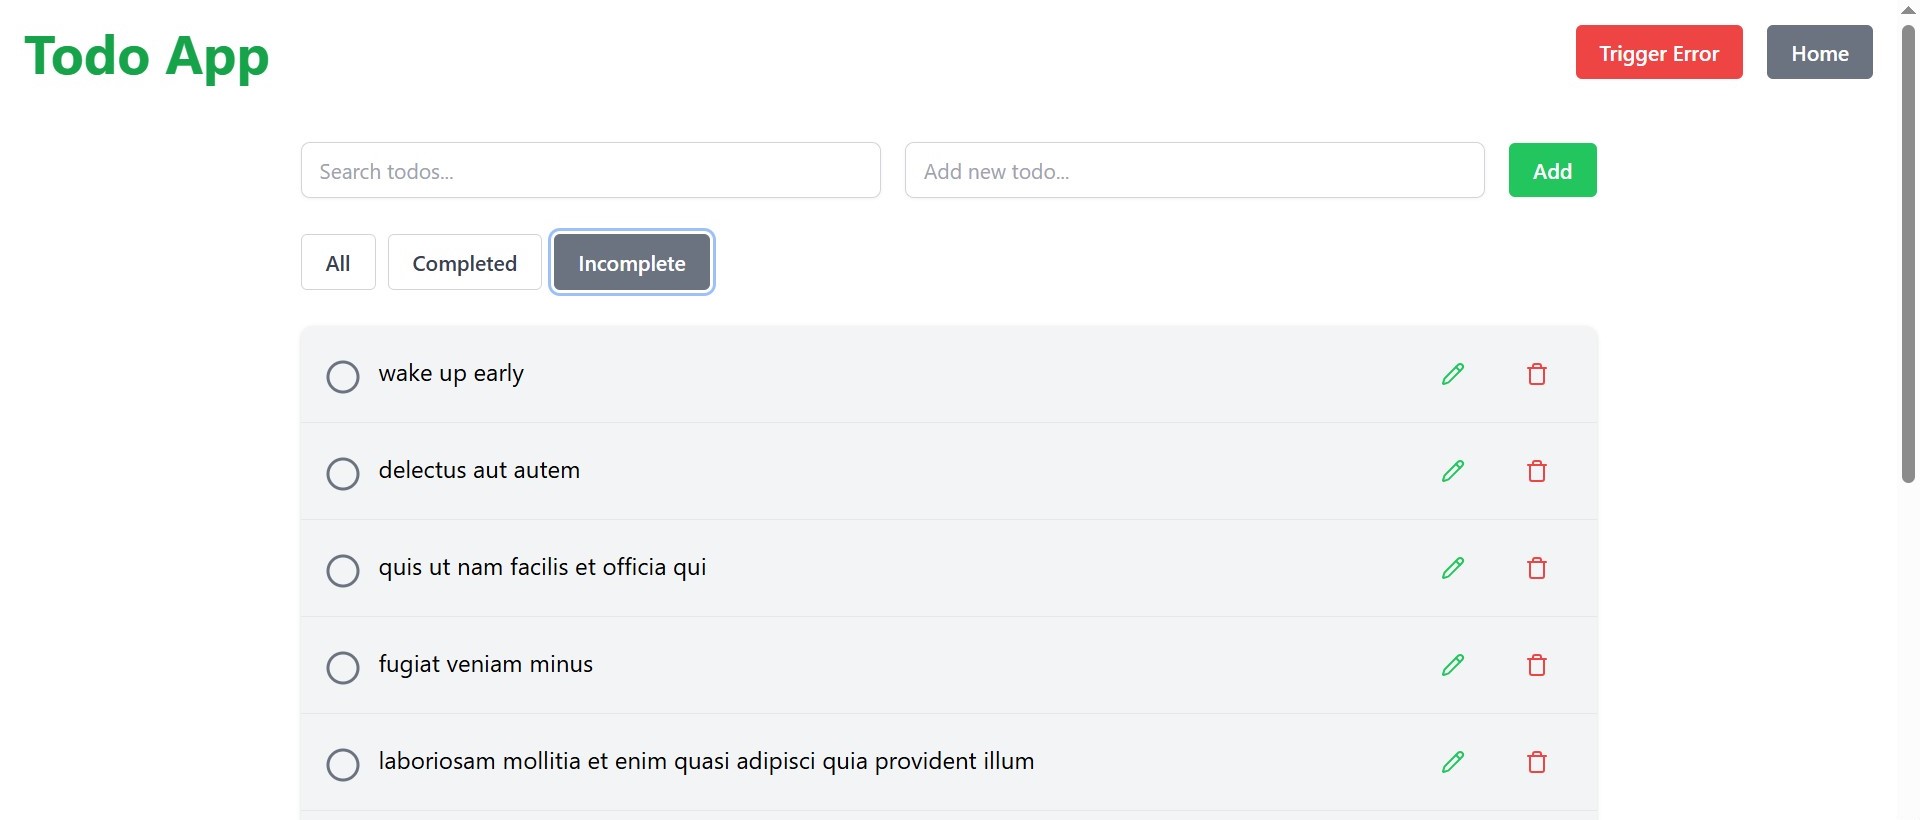 Todo App
Trigger Error
Home
Search todos...
Add new todo...
Add
All
Completed
Incomplete
wake up early
delectus aut autem
quis ut nam facilis et officia qui
fugiat veniam minus
laboriosam mollitia et enim quasi adipisci quia provident illum